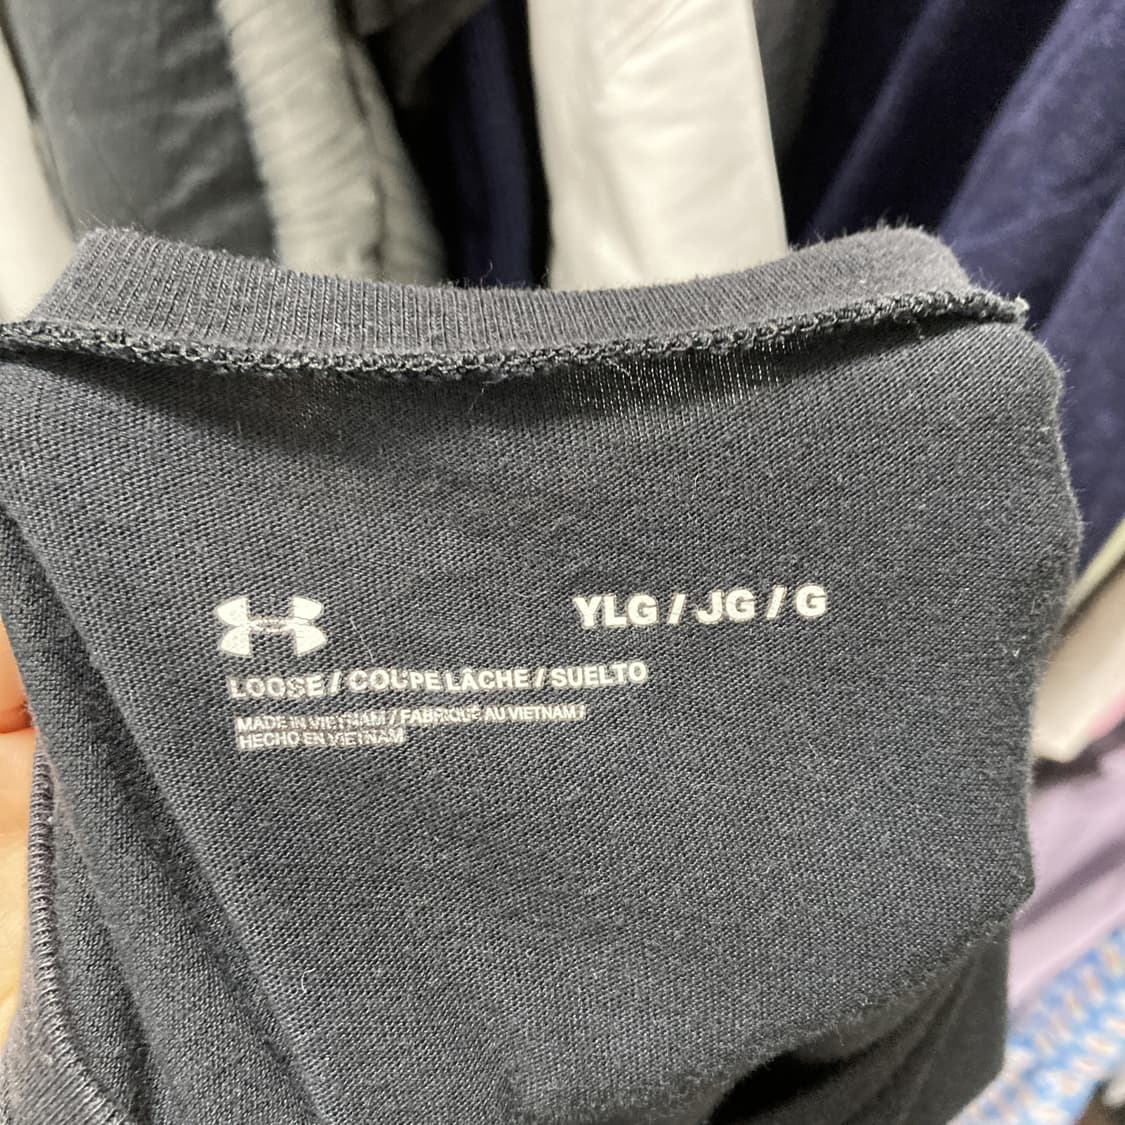 YLG / JG / G
LOOSE / COUPE LÂCHE / SUELTO
MADE IN VIETNAM / FABRIQUÉ AU VIETNAM /
HECHO EN VIETNAM